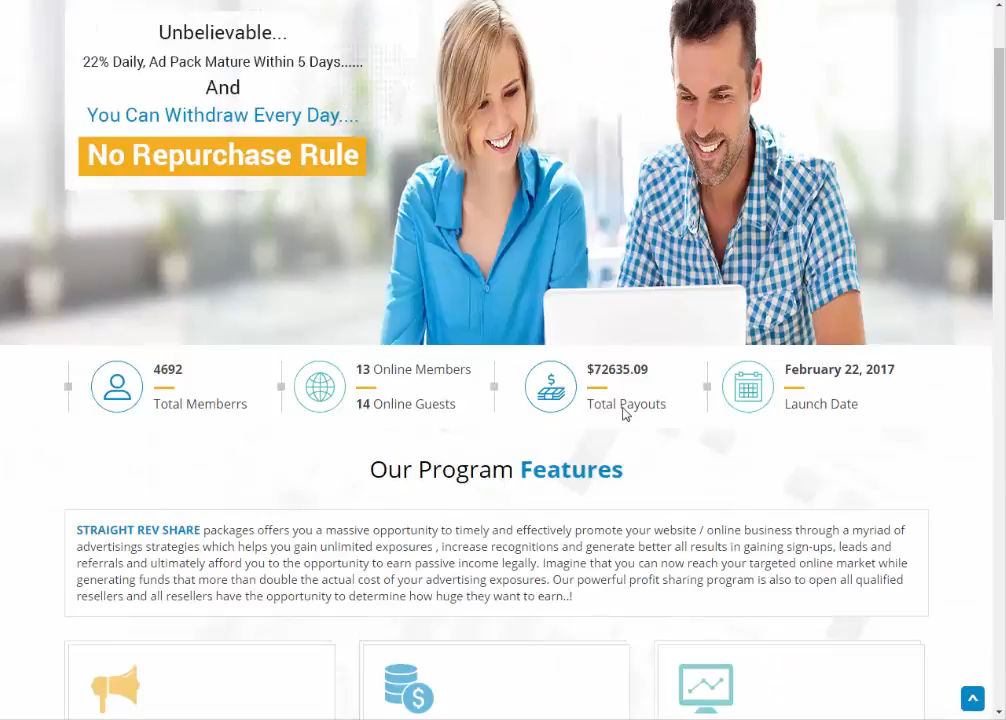 Unbelievable...
22% Daily, Ad Pack Mature Within 5 Days......
And
You Can Withdraw Every Day....
No Repurchase Rule
4692
Total Memberrs
13 Online Members
14 Online Guests
$72635.09
Total Payouts
February 22, 2017
Launch Date
Our Program Features
STRAIGHT REV SHARE packages offers you a massive opportunity to timely and effectively promote your website / online business through a myriad of
advertisings strategies which helps you gain unlimited exposures , increase recognitions and generate better all results in gaining sign-ups, leads and
referrals and ultimately afford you to the opportunity to earn passive income legally. Imagine that you can now reach your targeted online market while
generating funds that more than double the actual cost of your advertising exposures. Our powerful profit sharing program is also to open all qualified
resellers and all resellers have the opportunity to determine how huge they want to earn..!